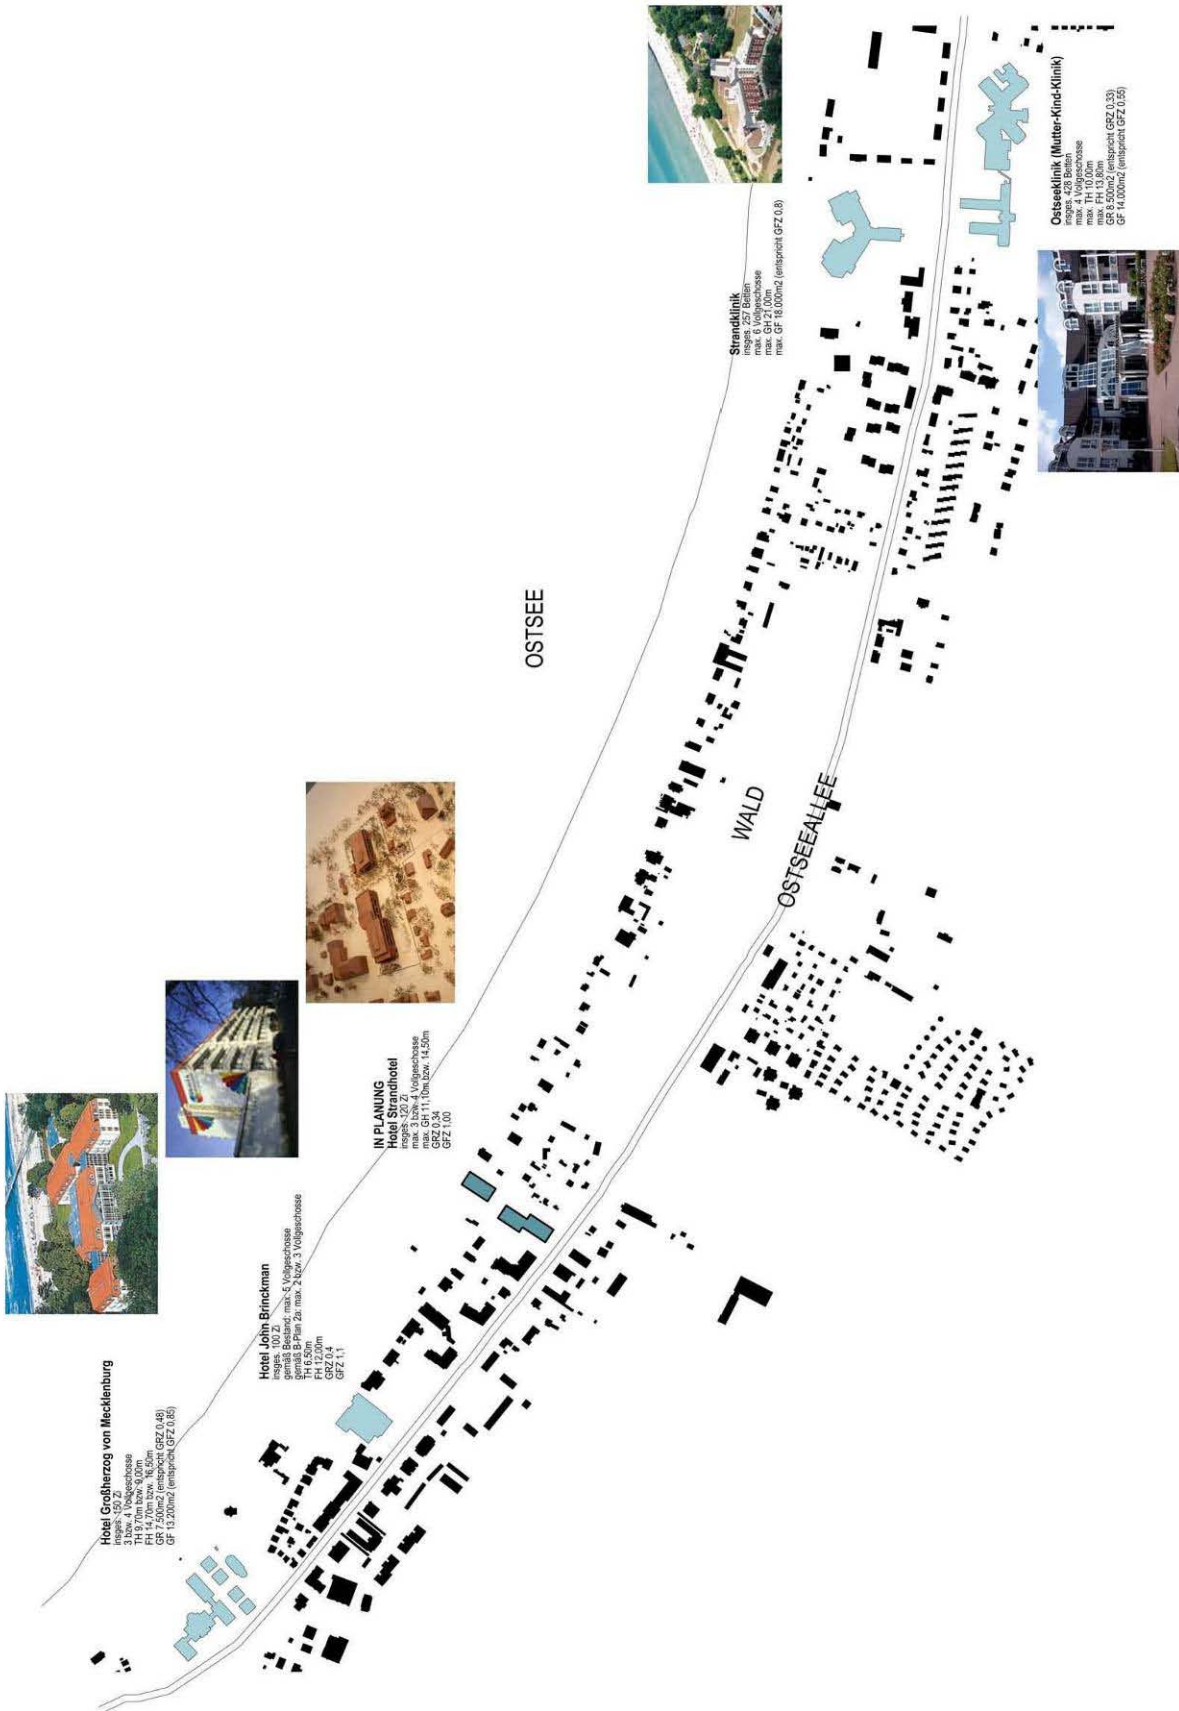 Hotel Großherzog von Mecklenburg
insges. 150 Zi
3 bzw. 4 Vollgeschosse
TH 9,70m bzw. 9,00m
FH 14,70m bzw. 16,50m
GR 7.500m2 (entspricht GRZ 0,48)
GF 13.200m2 (entspricht GFZ 0,85)
Hotel John Brinckman
insges. 100 Zi
gemäß Bestand: max. 5 Vollgeschosse
gemäß B-Plan 2a: max. 2 bzw. 3 Vollgeschosse
TH 6,50m
FH 12,00m
GRZ 0,4
GFZ 1,1
IN PLANUNG
Hotel Strandhotel
insges. 120 Zi
max. 3 bzw. 4 Vollgeschosse
max. GH 11,10m bzw. 14,50m
GRZ 0,34
GFZ 1,00
OSTSEE
WALD
OSTSEEALLEE
Strandklinik
insges. 257 Betten
max. 6 Vollgeschosse
max. GH 21,00m
max. GF 18.000m2 (entspricht GFZ 0,8)
Ostseeklinik (Mutter-Kind-Klinik)
insges. 428 Betten
max. 4 Vollgeschosse
max. TH 10,00m
max. FH 13,80m
GR 8.500m2 (entspricht GRZ 0,33)
GF 14.000m2 (entspricht GFZ 0,55)